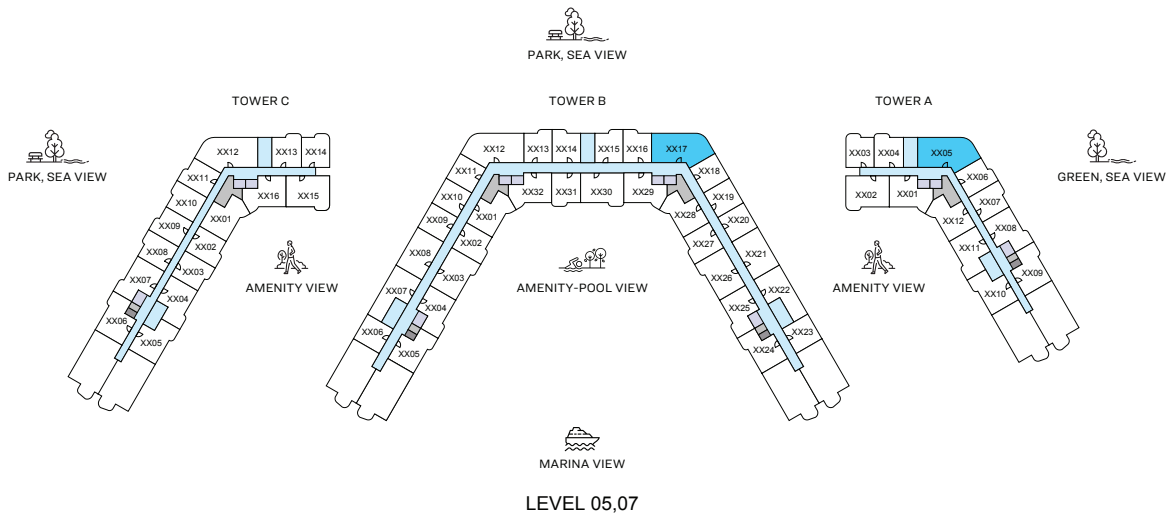 PARK, SEA VIEW
TOWER C
TOWER B
TOWER A
PARK, SEA VIEW
GREEN, SEA VIEW
XX12
XX13
XX14
XX11
XX10
XX09
XX08
XX07
XX06
XX16
XX15
XX01
XX02
XX03
XX04
XX05
XX12
XX13
XX14
XX15
XX16
XX17
XX11
XX10
XX09
XX08
XX07
XX06
XX32
XX31
XX30
XX29
XX01
XX02
XX03
XX04
XX05
XX18
XX19
XX20
XX21
XX22
XX23
XX28
XX27
XX26
XX25
XX24
XX03
XX04
XX05
XX02
XX01
XX06
XX07
XX08
XX09
XX12
XX11
XX10
AMENITY VIEW
AMENITY-POOL VIEW
AMENITY VIEW
MARINA VIEW
LEVEL 05,07